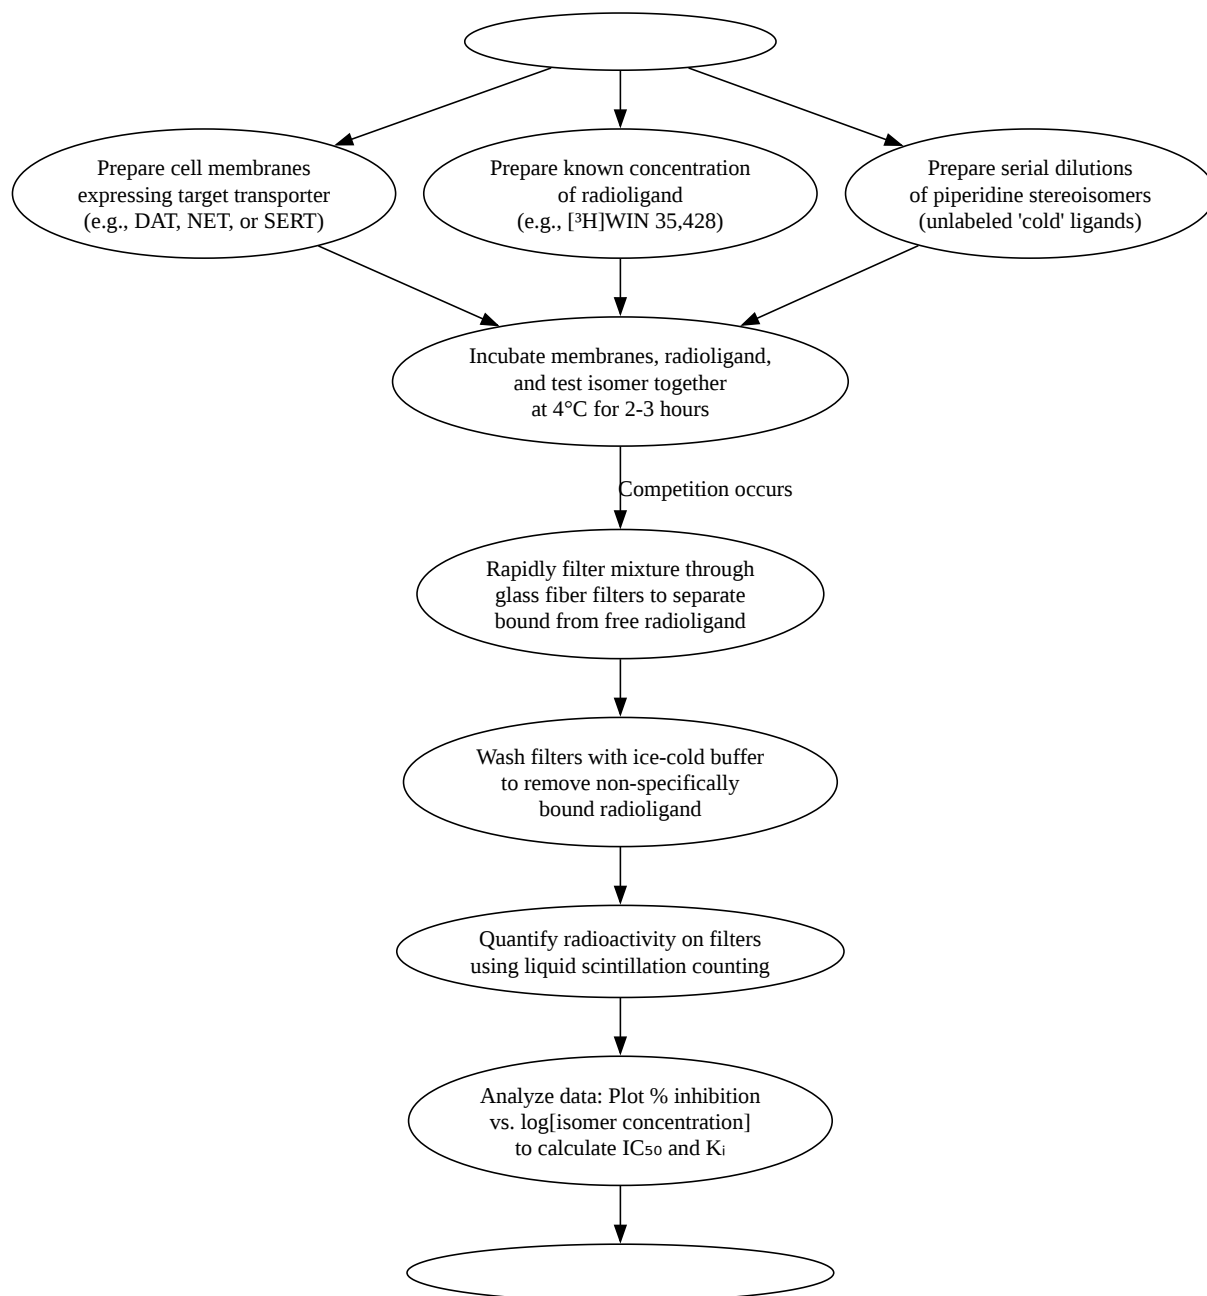 Prepare cell membranes
expressing target transporter
(e.g., DAT, NET, or SERT)
Prepare known concentration
of radioligand
(e.g., [³H]WIN 35,428)
Prepare serial dilutions
of piperidine stereoisomers
(unlabeled 'cold' ligands)
Incubate membranes, radioligand,
and test isomer together
at 4°C for 2-3 hours
Competition occurs
Rapidly filter mixture through
glass fiber filters to separate
bound from free radioligand
Wash filters with ice-cold buffer
to remove non-specifically
bound radioligand
Quantify radioactivity on filters
using liquid scintillation counting
Analyze data: Plot % inhibition
vs. log[isomer concentration]
to calculate IC₅₀ and Kᵢ